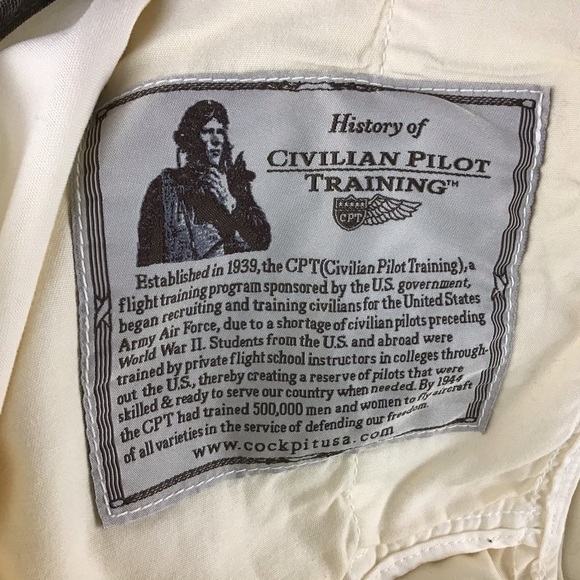 History of
CIVILIAN PILOT
TRAINING™
CPT
Established in 1939, the CPT(Civilian Pilot Training), a
flight training program sponsored by the U.S. government,
began recruiting and training civilians for the United States
Army Air Force, due to a shortage of civilian pilots preceding
World War II. Students from the U.S. and abroad were
trained by private flight school instructors in colleges through-
out the U.S., thereby creating a reserve of pilots that were
skilled & ready to serve our country when needed. By 1944
the CPT had trained 500,000 men and women to fly aircraft
of all varieties in the service of defending our freedom.
www.cockpitusa.com